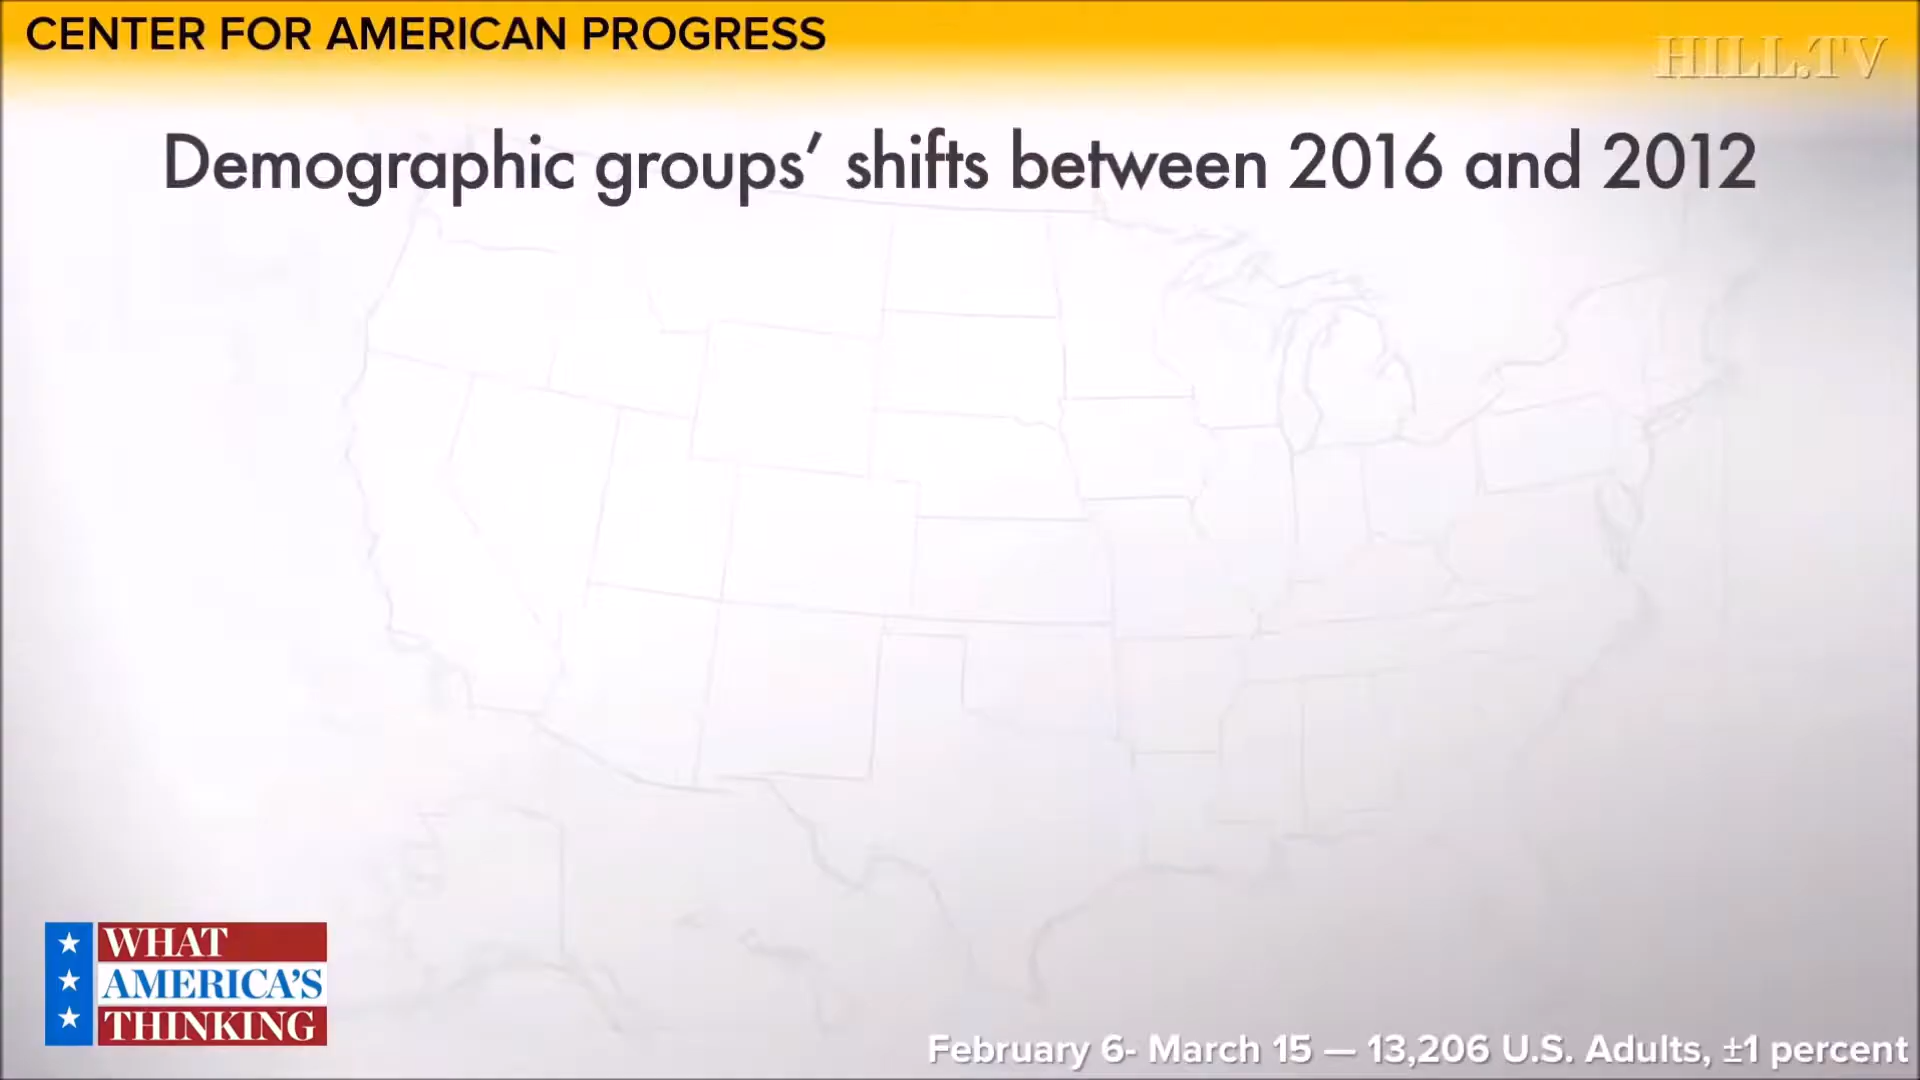 CENTER FOR AMERICAN PROGRESS
HILL.TV
Demographic groups’ shifts between 2016 and 2012
WHAT
AMERICA’S
THINKING
February 6- March 15 — 13,206 U.S. Adults, ±1 percent